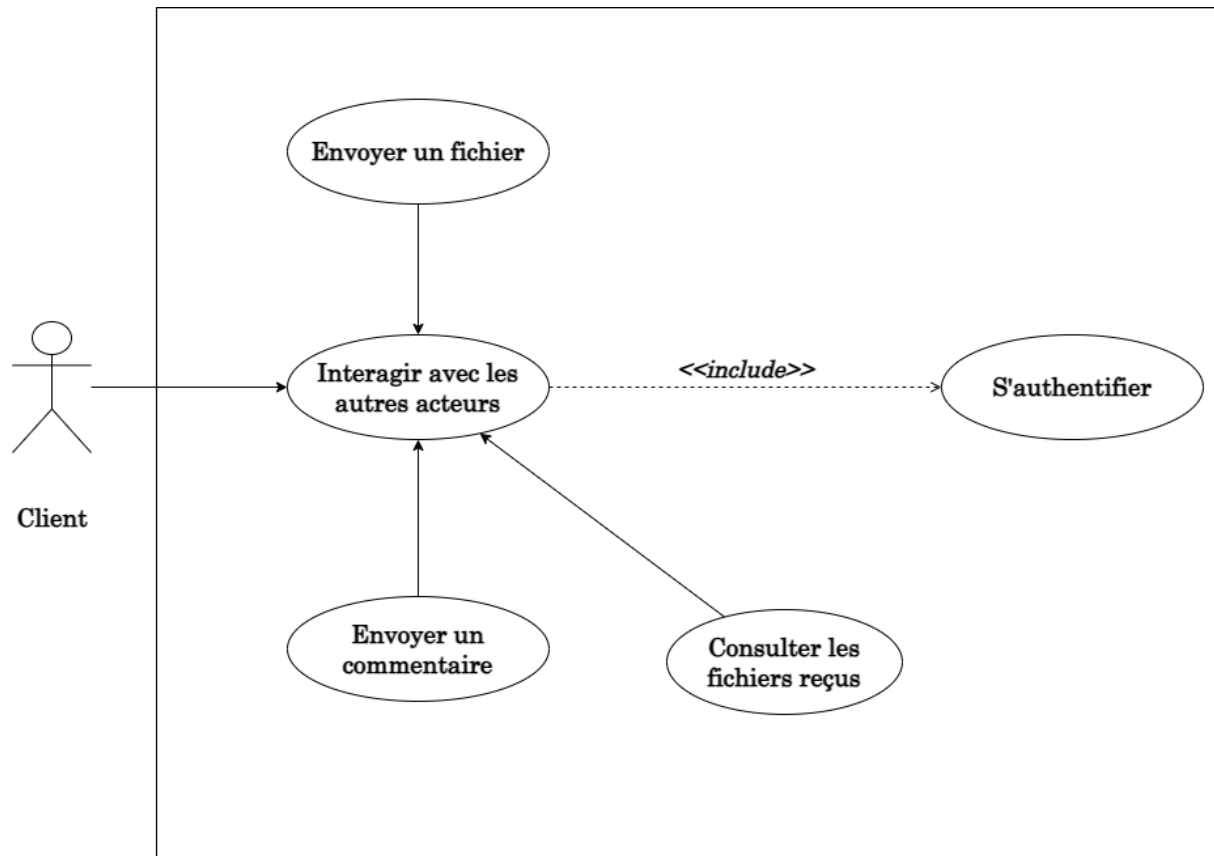 Envoyer un fichier
Interagir avec les
autres acteurs
<<include>>
S'authentifier
Client
Envoyer un
commentaire
Consulter les
fichiers reçus